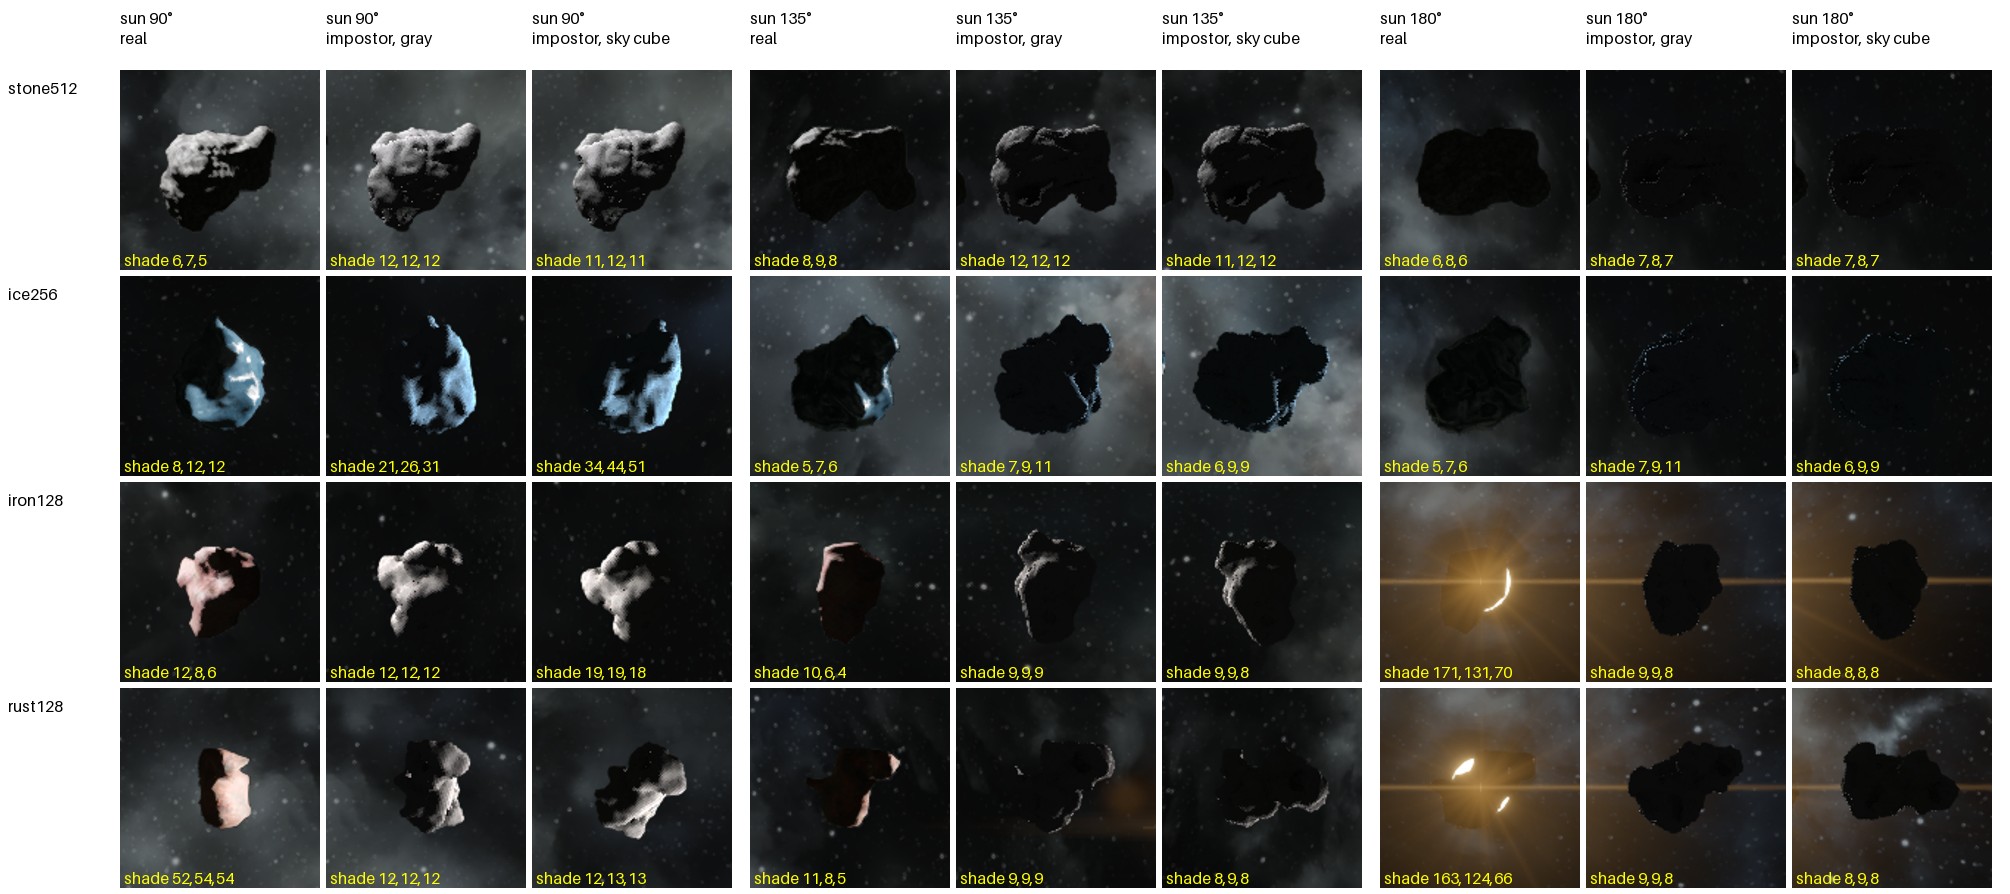 sun 90° sun 90° sun 90° sun 135° sun 135° sun 135° sun 180° sun 180° sun 180°
real impostor, gray impostor, sky cube real impostor, gray impostor, sky cube real impostor, gray impostor, sky cube
stone512
shade 6,7,5 shade 12,12,12 shade 11,12,11 shade 8,9,8 shade 12,12,12 shade 11,12,12 shade 6,8,6 shade 7,8,7 shade 7,8,7
ice256
shade 8,12,12 shade 21,26,31 shade 34,44,51 shade 5,7,6 shade 7,9,11 shade 6,9,9 shade 5,7,6 shade 7,9,11 shade 6,9,9
iron128
shade 12,8,6 shade 12,12,12 shade 19,19,18 shade 10,6,4 shade 9,9,9 shade 9,9,8 shade 171,131,70 shade 9,9,8 shade 8,8,8
rust128
shade 52,54,54 shade 12,12,12 shade 12,13,13 shade 11,8,5 shade 9,9,9 shade 8,9,8 shade 163,124,66 shade 9,9,8 shade 8,9,8